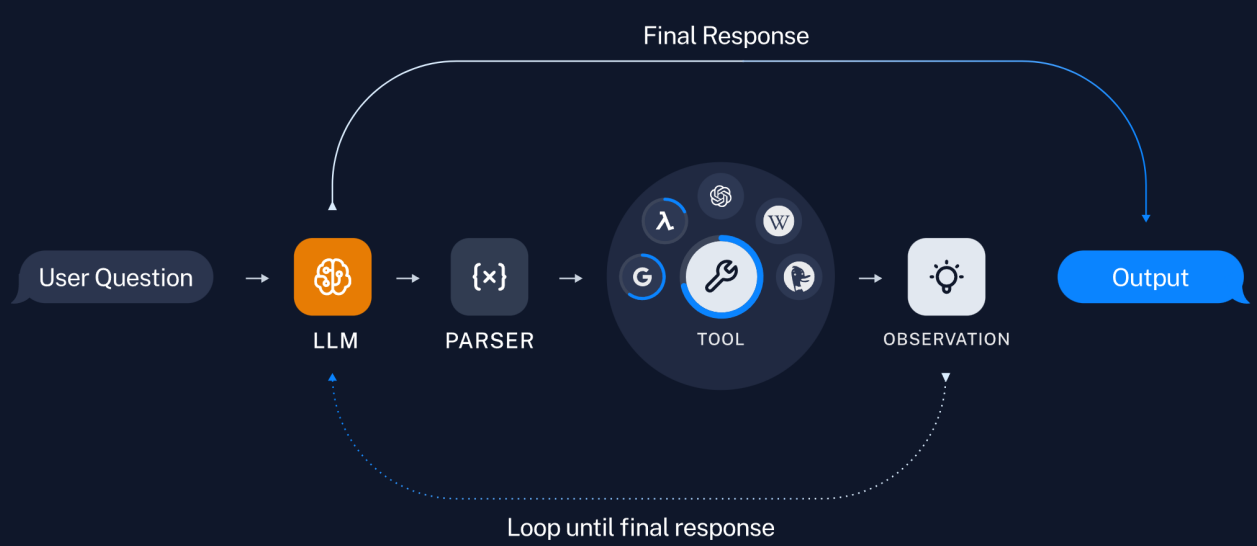 Final Response
User Question
LLM
{×}
PARSER
λ
G
W
TOOL
OBSERVATION
Output
Loop until final response